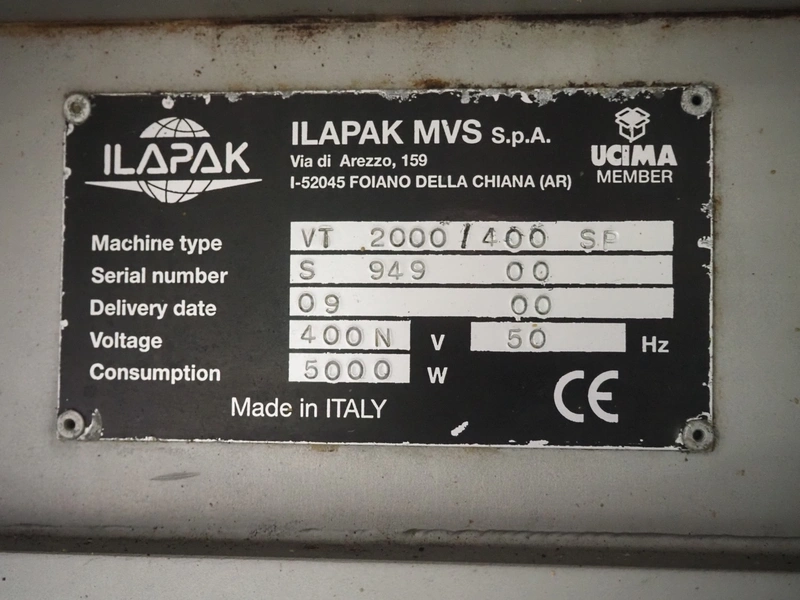 ILAPAK
ILAPAK MVS S.p.A.
Via di Arezzo, 159
I-52045 FOIANO DELLA CHIANA (AR)
UCIMA
MEMBER
Machine type VT 2000/400 SP
Serial number S 949 00
Delivery date 09 00
Voltage 400N V 50 Hz
Consumption 5000 W
Made in ITALY CE